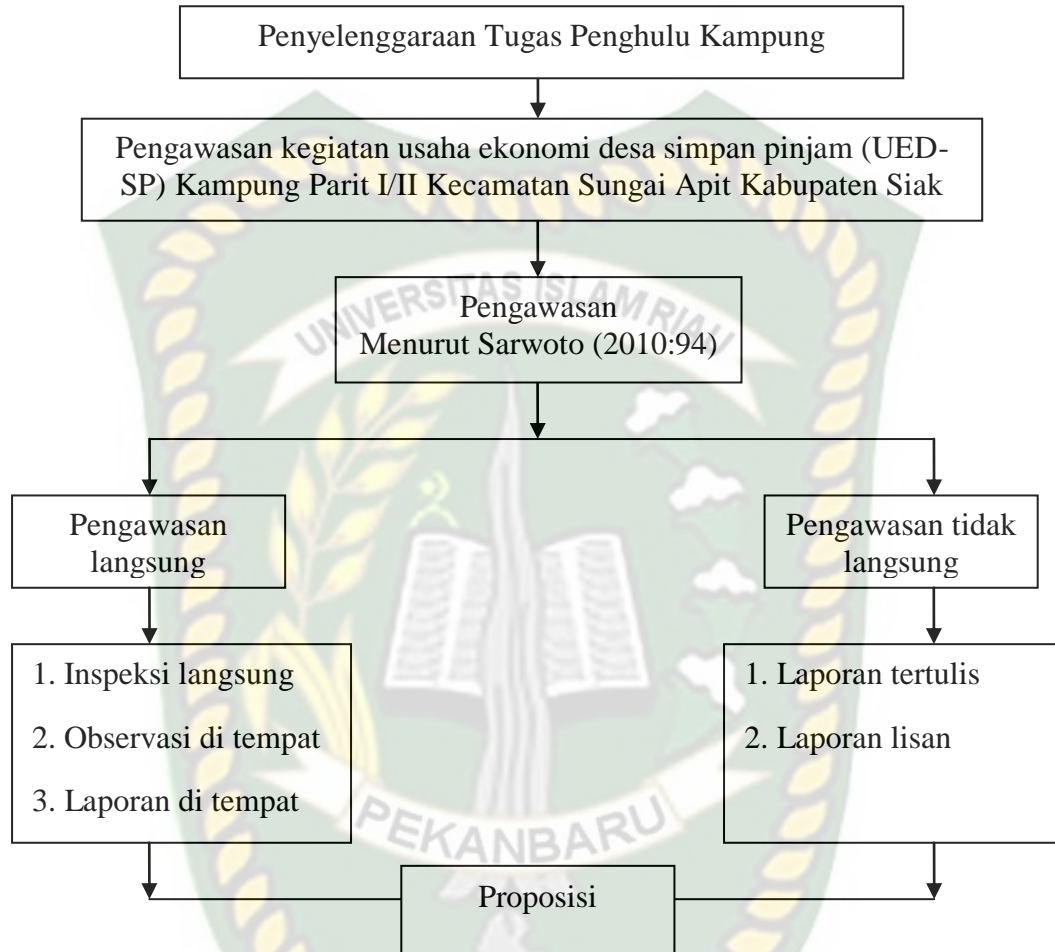 Penyelenggaraan Tugas Penghulu Kampung
Pengawasan kegiatan usaha ekonomi desa simpan pinjam (UED-
SP) Kampung Parit I/II Kecamatan Sungai Apit Kabupaten Siak
UNIVERSITAS ISLAM RIAU
Pengawasan
Menurut Sarwoto (2010:94)
Pengawasan
langsung
Pengawasan tidak
langsung
1. Inspeksi langsung
2. Observasi di tempat
3. Laporan di tempat
1. Laporan tertulis
2. Laporan lisan
PEKANBARU
Proposisi